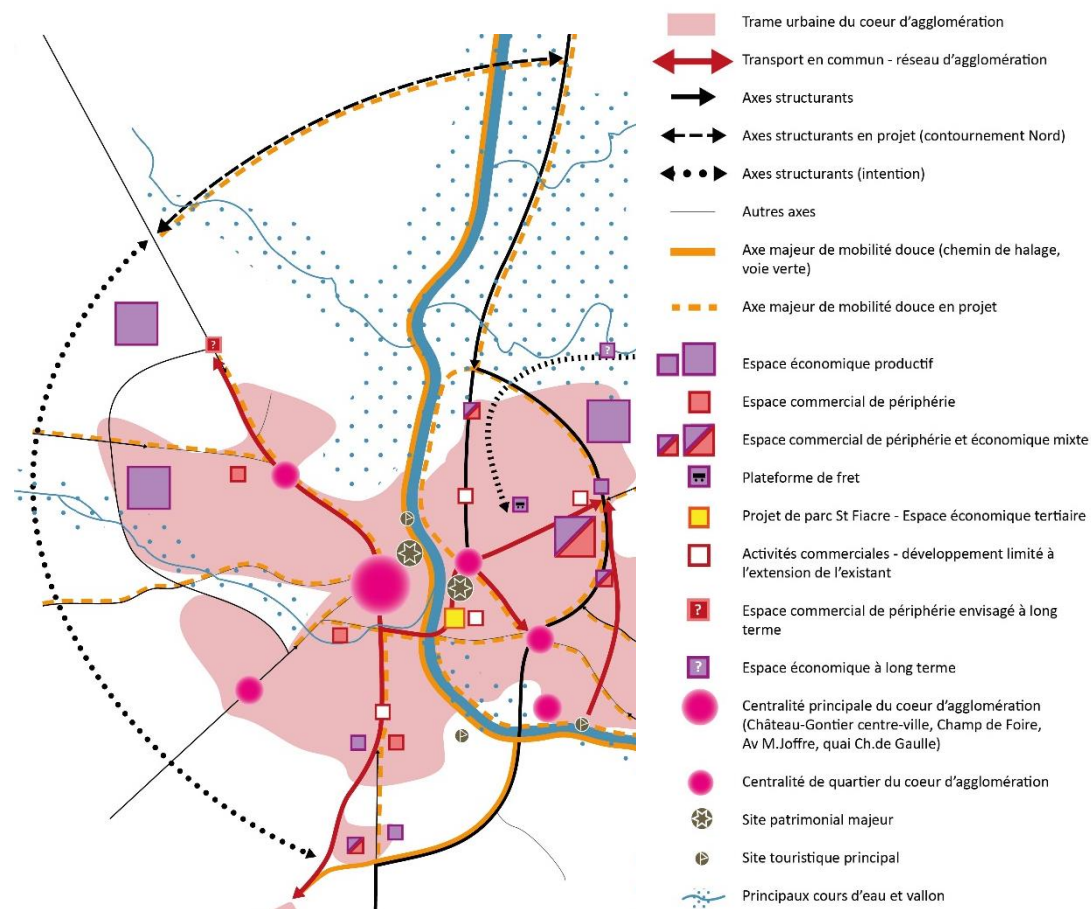 Trame urbaine du coeur d'agglomération
Transport en commun - réseau d'agglomération
Axes structurants
Axes structurants en projet (contournement Nord)
Axes structurants (intention)
Autres axes
Axe majeur de mobilité douce (chemin de halage,
voie verte)
Axe majeur de mobilité douce en projet
?
?
Espace économique productif
Espace commercial de périphérie
Espace commercial de périphérie et économique mixte
Plateforme de fret
Projet de parc St Fiacre - Espace économique tertiaire
Activités commerciales - développement limité à
l'extension de l'existant
?
Espace commercial de périphérie envisagé à long
terme
?
Espace économique à long terme
Centralité principale du coeur d'agglomération
(Château-Gontier centre-ville, Champ de Foire,
Av M.Joffre, quai Ch.de Gaulle)
Centralité de quartier du coeur d'agglomération
Site patrimonial majeur
Site touristique principal
Principaux cours d'eau et vallon